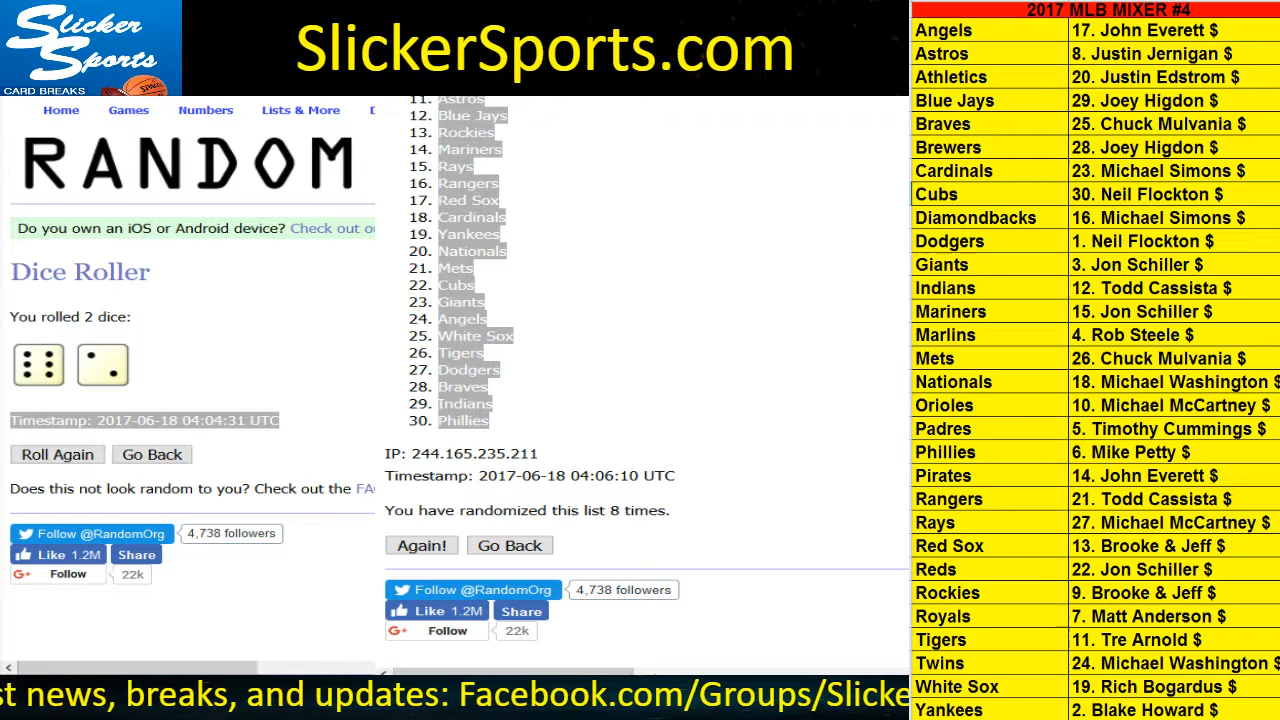 Slicker
Sports
CARD BREAKS
SlickerSports.com
Home Games Numbers Lists & More
RANDOM
Do you own an iOS or Android device? Check out
Dice Roller
You rolled 2 dice:
Timestamp: 2017-06-18 04:04:31 UTC
Roll Again Go Back
Does this not look random to you? Check out the FA
Follow @RandomOrg 4,738 followers
Like 1.2M Share
G+ Follow 22k
11. Astros
12. Blue Jays
13. Rockies
14. Mariners
15. Rays
16. Rangers
17. Red Sox
18. Cardinals
19. Yankees
20. Nationals
21. Mets
22. Cubs
23. Giants
24. Angels
25. White Sox
26. Tigers
27. Dodgers
28. Braves
29. Indians
30. Phillies
IP: 244.165.235.211
Timestamp: 2017-06-18 04:06:10 UTC
You have randomized this list 8 times.
Again! Go Back
Follow @RandomOrg 4,738 followers
Like 1.2M Share
G+ Follow 22k
2017 MLB MIXER #4
Angels 17. John Everett $
Astros 8. Justin Jernigan $
Athletics 20. Justin Edstrom $
Blue Jays 29. Joey Higdon $
Braves 25. Chuck Mulvania $
Brewers 28. Joey Higdon $
Cardinals 23. Michael Simons $
Cubs 30. Neil Flockton $
Diamondbacks 16. Michael Simons $
Dodgers 1. Neil Flockton $
Giants 3. Jon Schiller $
Indians 12. Todd Cassista $
Mariners 15. Jon Schiller $
Marlins 4. Rob Steele $
Mets 26. Chuck Mulvania $
Nationals 18. Michael Washington $
Orioles 10. Michael McCartney $
Padres 5. Timothy Cummings $
Phillies 6. Mike Petty $
Pirates 14. John Everett $
Rangers 21. Todd Cassista $
Rays 27. Michael McCartney $
Red Sox 13. Brooke & Jeff $
Reds 22. Jon Schiller $
Rockies 9. Brooke & Jeff $
Royals 7. Matt Anderson $
Tigers 11. Tre Arnold $
Twins 24. Michael Washington $
White Sox 19. Rich Bogardus $
Yankees 2. Blake Howard $
st news, breaks, and updates: Facebook.com/Groups/Slicke